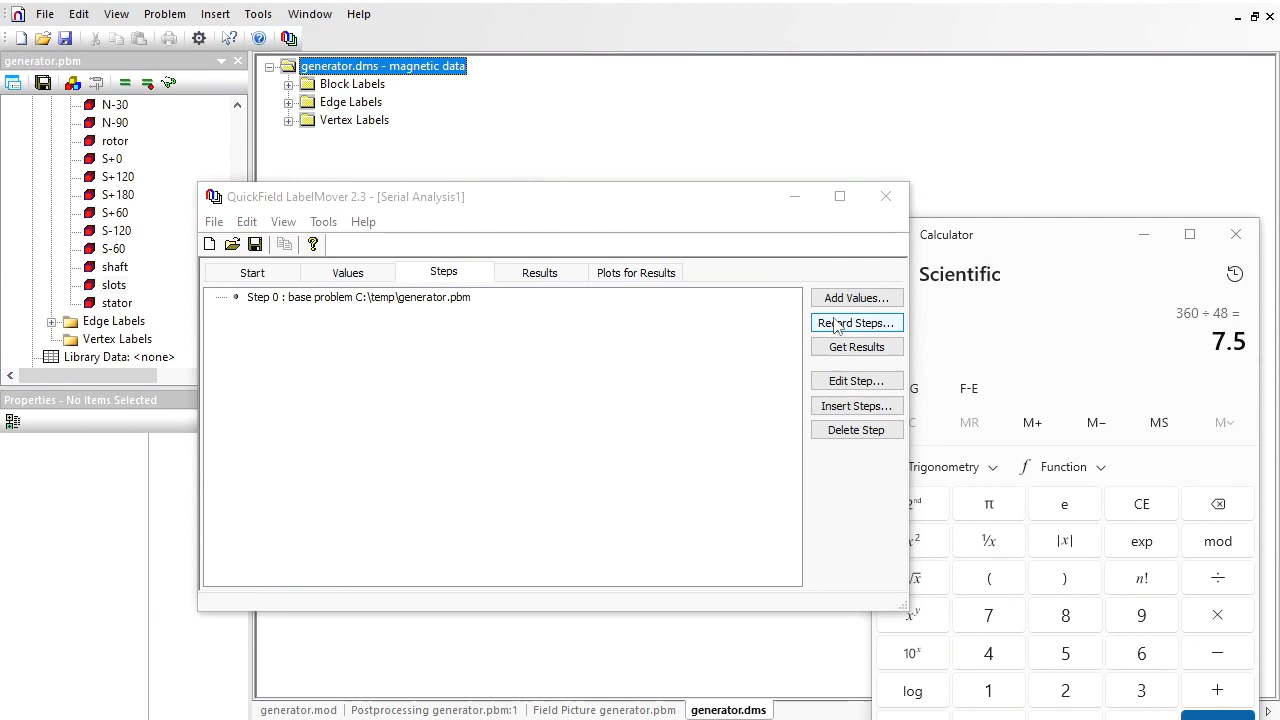 File Edit View Problem Insert Tools Window Help
generator.pbm
N-30
N-90
rotor
S+0
S+120
S+180
S+60
S-120
S-60
shaft
slots
stator
Edge Labels
Vertex Labels
Library Data: <none>
Properties - No Items Selected
generator.dms - magnetic data
Block Labels
Edge Labels
Vertex Labels
QuickField LabelMover 2.3 - [Serial Analysis1]
File Edit View Tools Help
Start Values Steps Results Plots for Results
Step 0 : base problem C:\temp\generator.pbm
Add Values...
Record Steps...
Get Results
Edit Step...
Insert Steps...
Delete Step
Calculator
Scientific
360 ÷ 48 =
7.5
G F-E
C MR M+ M− MS M˅
Trigonometry f Function
2ⁿᵈ π e CE
x² ¹/x |x| exp mod
√x ( ) n! ÷
xʸ 7 8 9 ×
10ˣ 4 5 6 −
log 1 2 3 +
generator.mod Postprocessing generator.pbm:1 Field Picture generator.pbm generator.dms